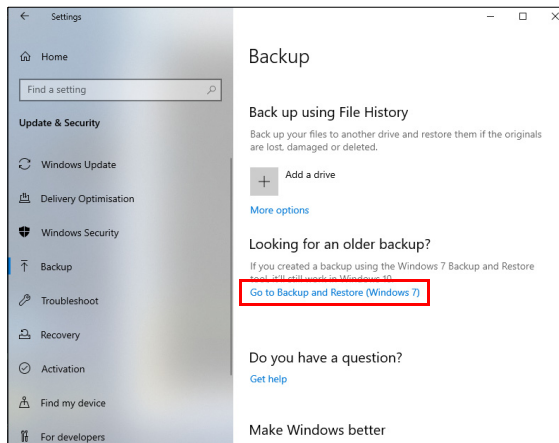 Settings
Home
Find a setting
Update & Security
Windows Update
Delivery Optimisation
Windows Security
Backup
Troubleshoot
Recovery
Activation
Find my device
For developers
Backup
Back up using File History
Back up your files to another drive and restore them if the originals
are lost, damaged or deleted.
Add a drive
More options
Looking for an older backup?
If you created a backup using the Windows 7 Backup and Restore
tool, it'll still work in Windows 10.
Go to Backup and Restore (Windows 7)
Do you have a question?
Get help
Make Windows better